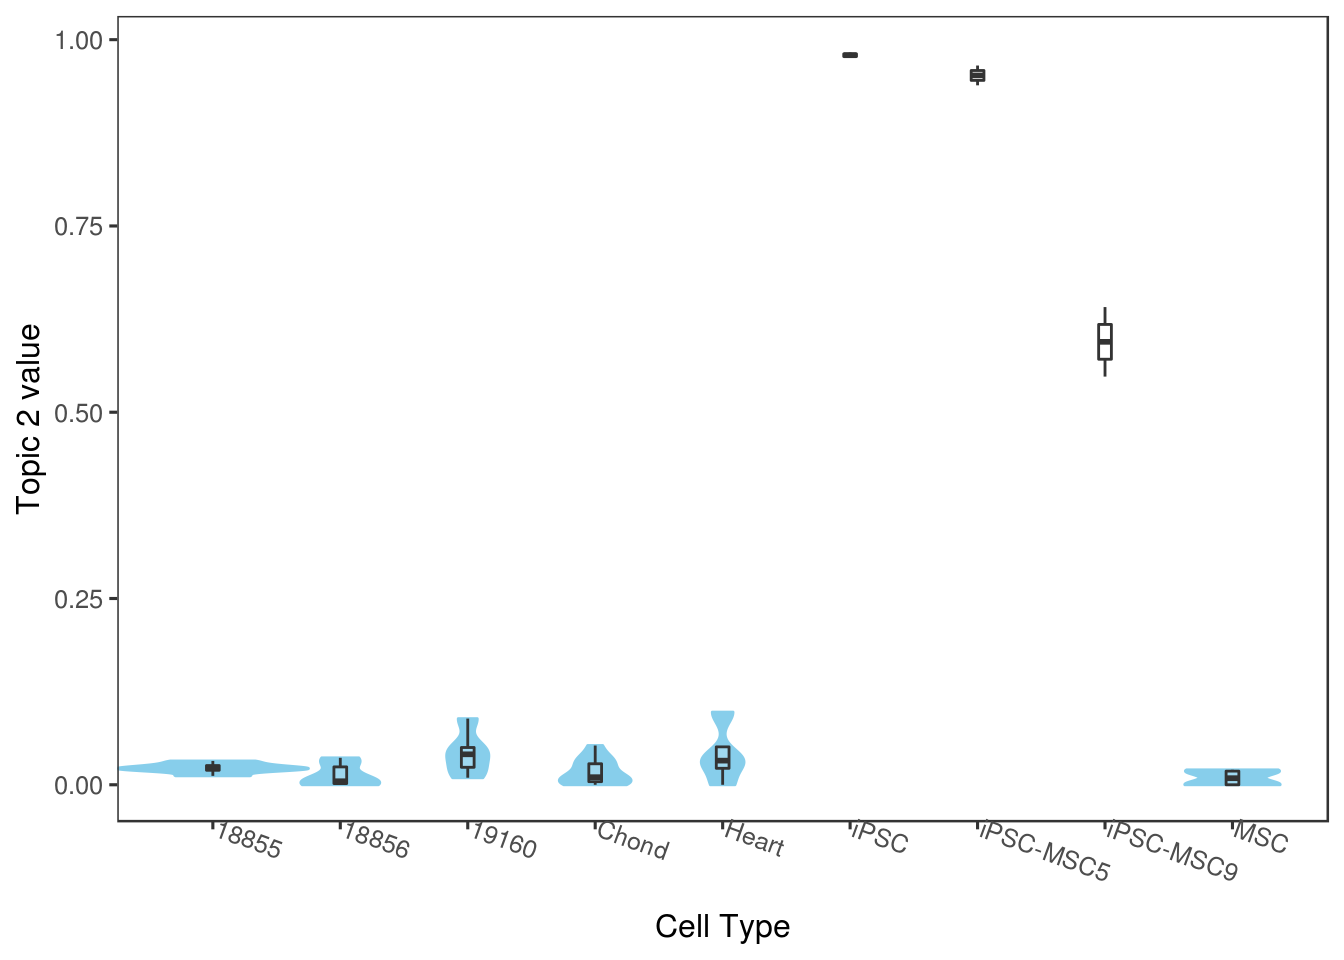 1.00
0.75
0.50
0.25
0.00
Topic 2 value
18855
18856
19160
Chond
Heart
iPSC
iPSC-MSC5
iPSC-MSC9
MSC
Cell Type